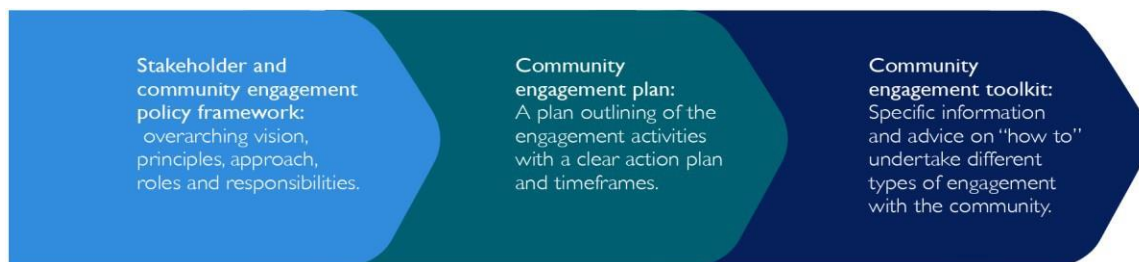 Stakeholder and
community engagement
policy framework:
overarching vision,
principles, approach,
roles and responsibilities.
Community
engagement plan:
A plan outlining of the
engagement activities
with a clear action plan
and timeframes.
Community
engagement toolkit:
Specific information
and advice on “how to”
undertake different
types of engagement
with the community.